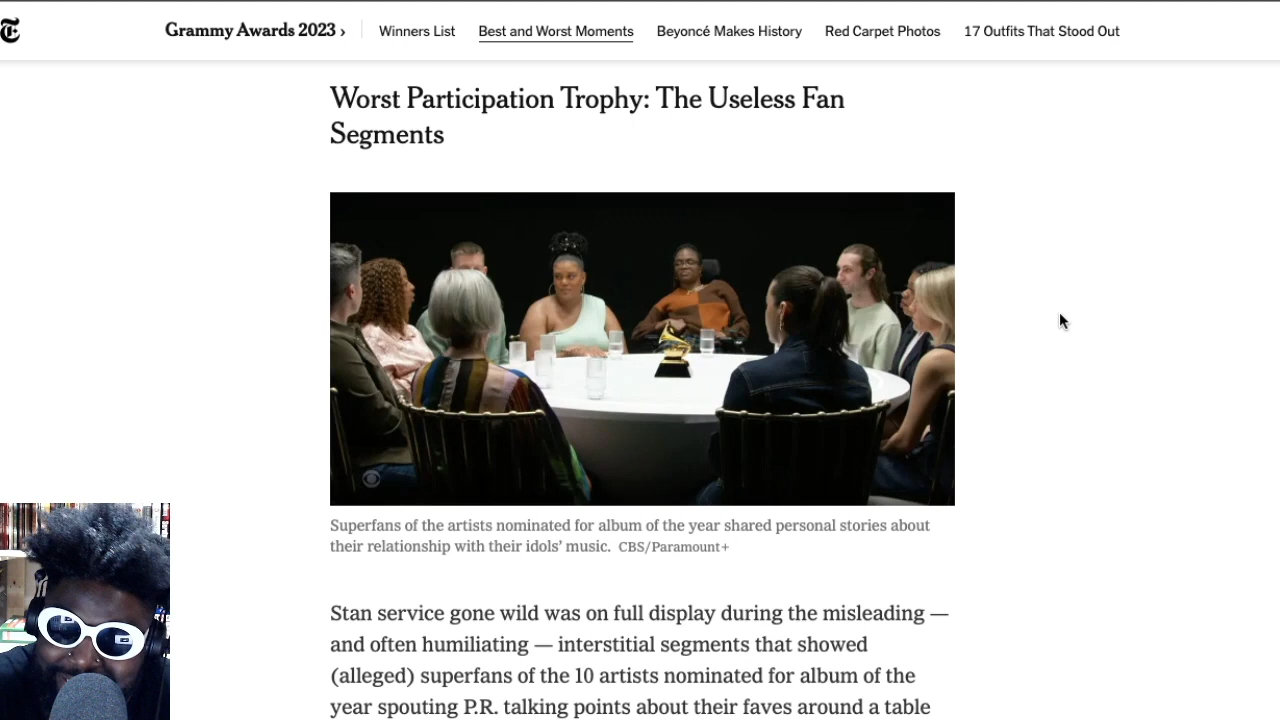 Grammy Awards 2023 › Winners List Best and Worst Moments Beyoncé Makes History Red Carpet Photos 17 Outfits That Stood Out
Worst Participation Trophy: The Useless Fan
Segments
Superfans of the artists nominated for album of the year shared personal stories about
their relationship with their idols’ music. CBS/Paramount+
Stan service gone wild was on full display during the misleading —
and often humiliating — interstitial segments that showed
(alleged) superfans of the 10 artists nominated for album of the
year spouting P.R. talking points about their faves around a table